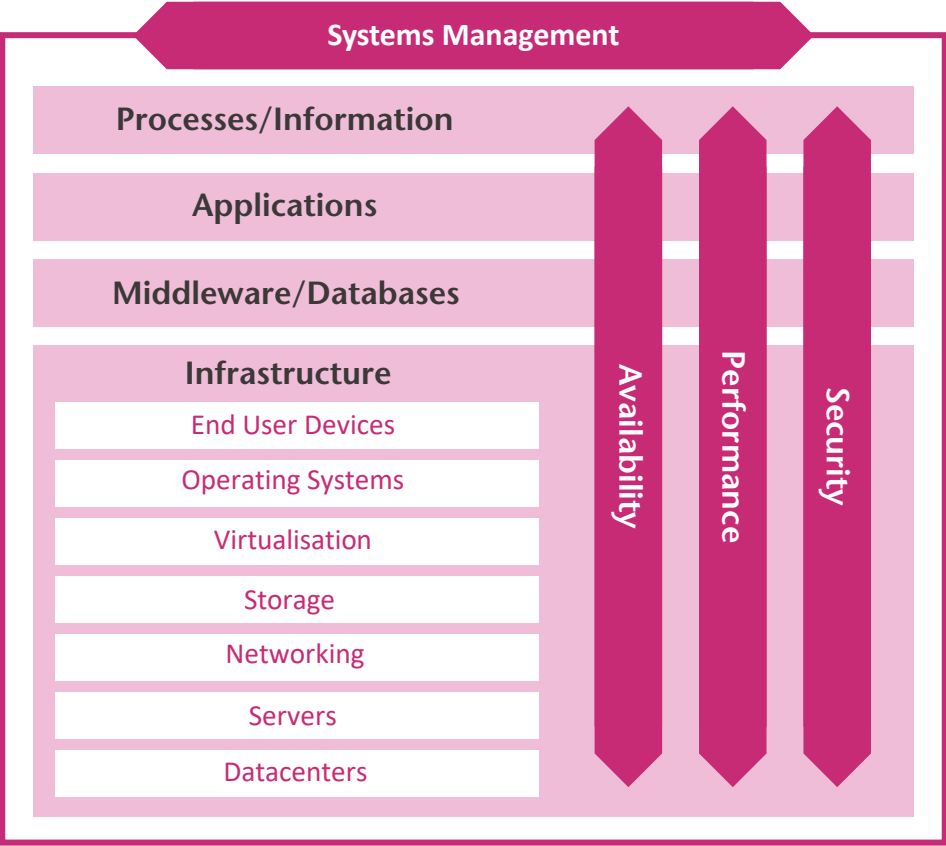 Systems Management
Processes/Information
Applications
Middleware/Databases
Infrastructure
End User Devices
Operating Systems
Virtualisation
Storage
Networking
Servers
Datacenters
Availability
Performance
Security